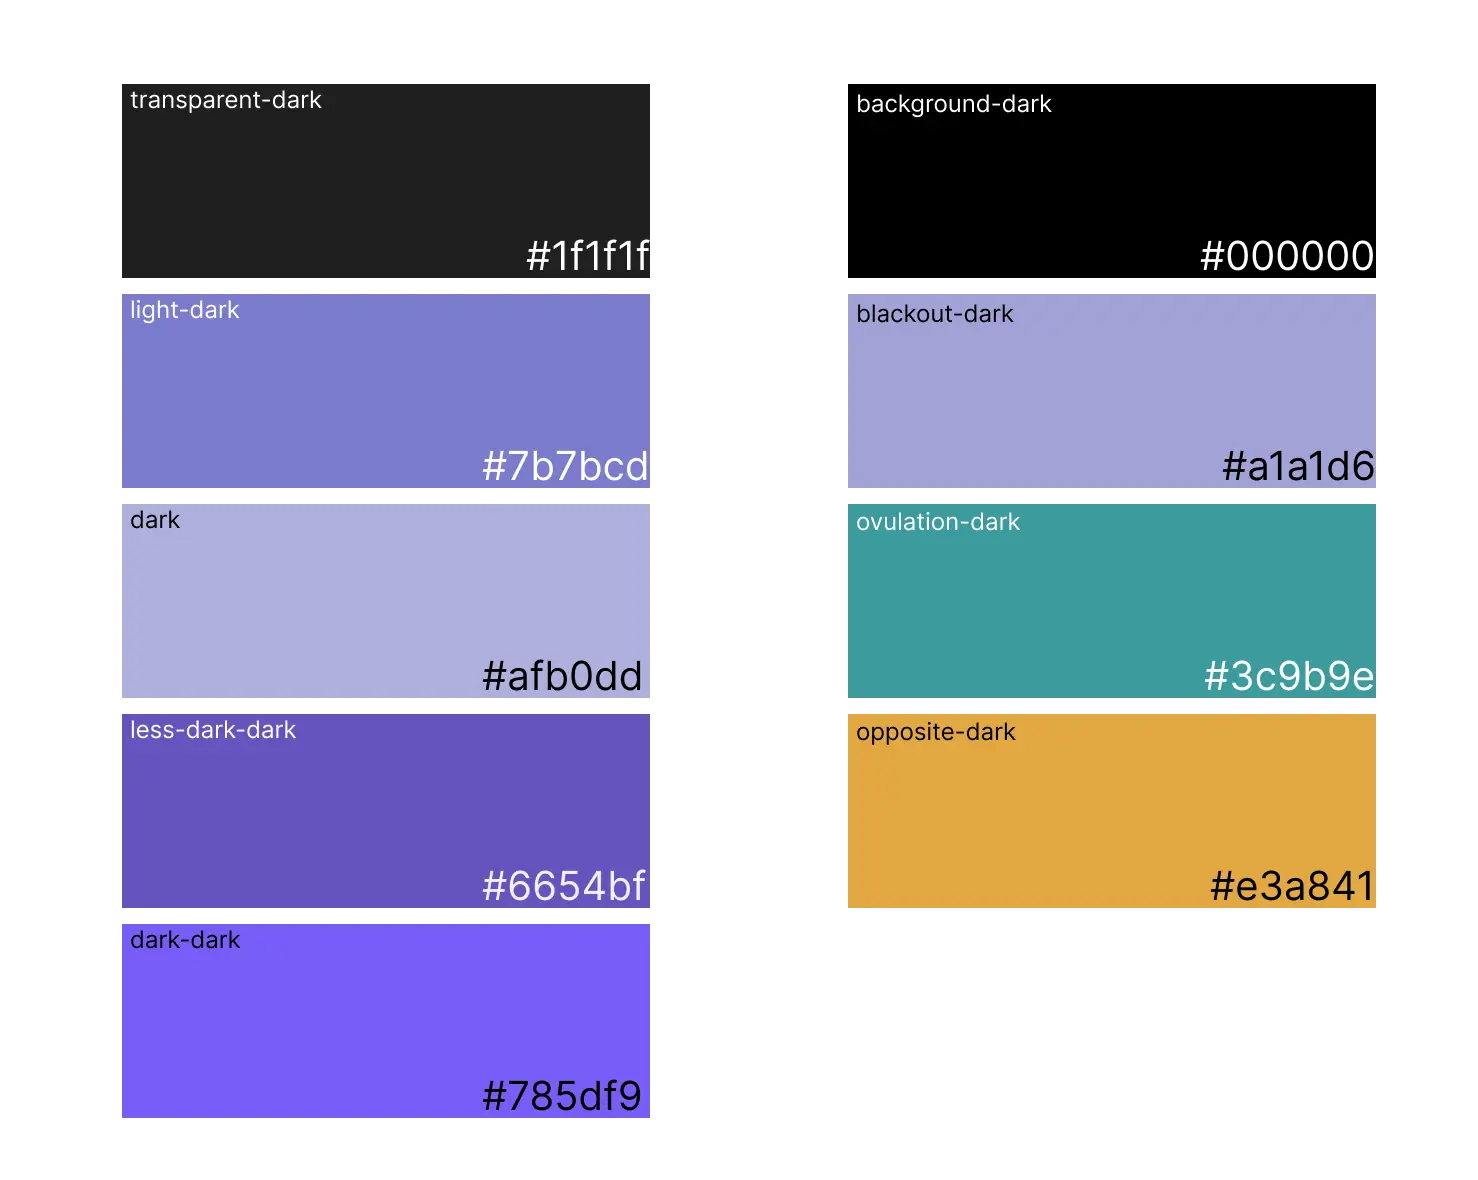 transparent-dark
#1f1f1f
light-dark
#7b7bcd
dark
#afb0dd
less-dark-dark
#6654bf
dark-dark
#785df9
background-dark
#000000
blackout-dark
#a1a1d6
ovulation-dark
#3c9b9e
opposite-dark
#e3a841